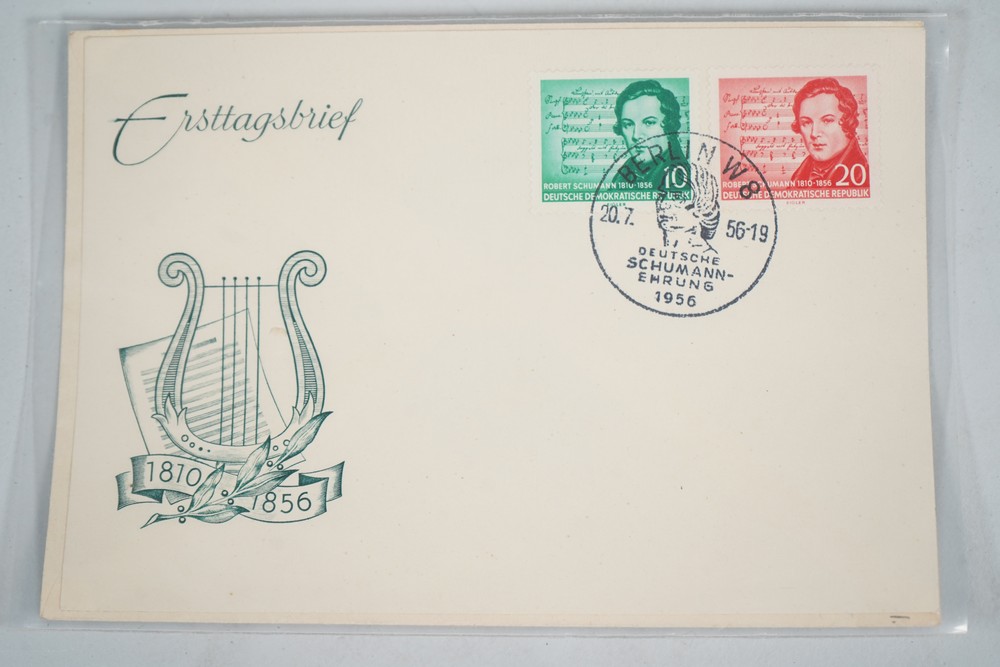 Ersttagsbrief
10
ROBERT SCHUMANN 1810-1856
DEUTSCHE DEMOKRATISCHE REPUBLIK
20
ROBERT SCHUMANN 1810-1856
DEUTSCHE DEMOKRATISCHE REPUBLIK
BERLIN W8
20.7. 56-19
DEUTSCHE
SCHUMANN-
EHRUNG
1956
1810
1856